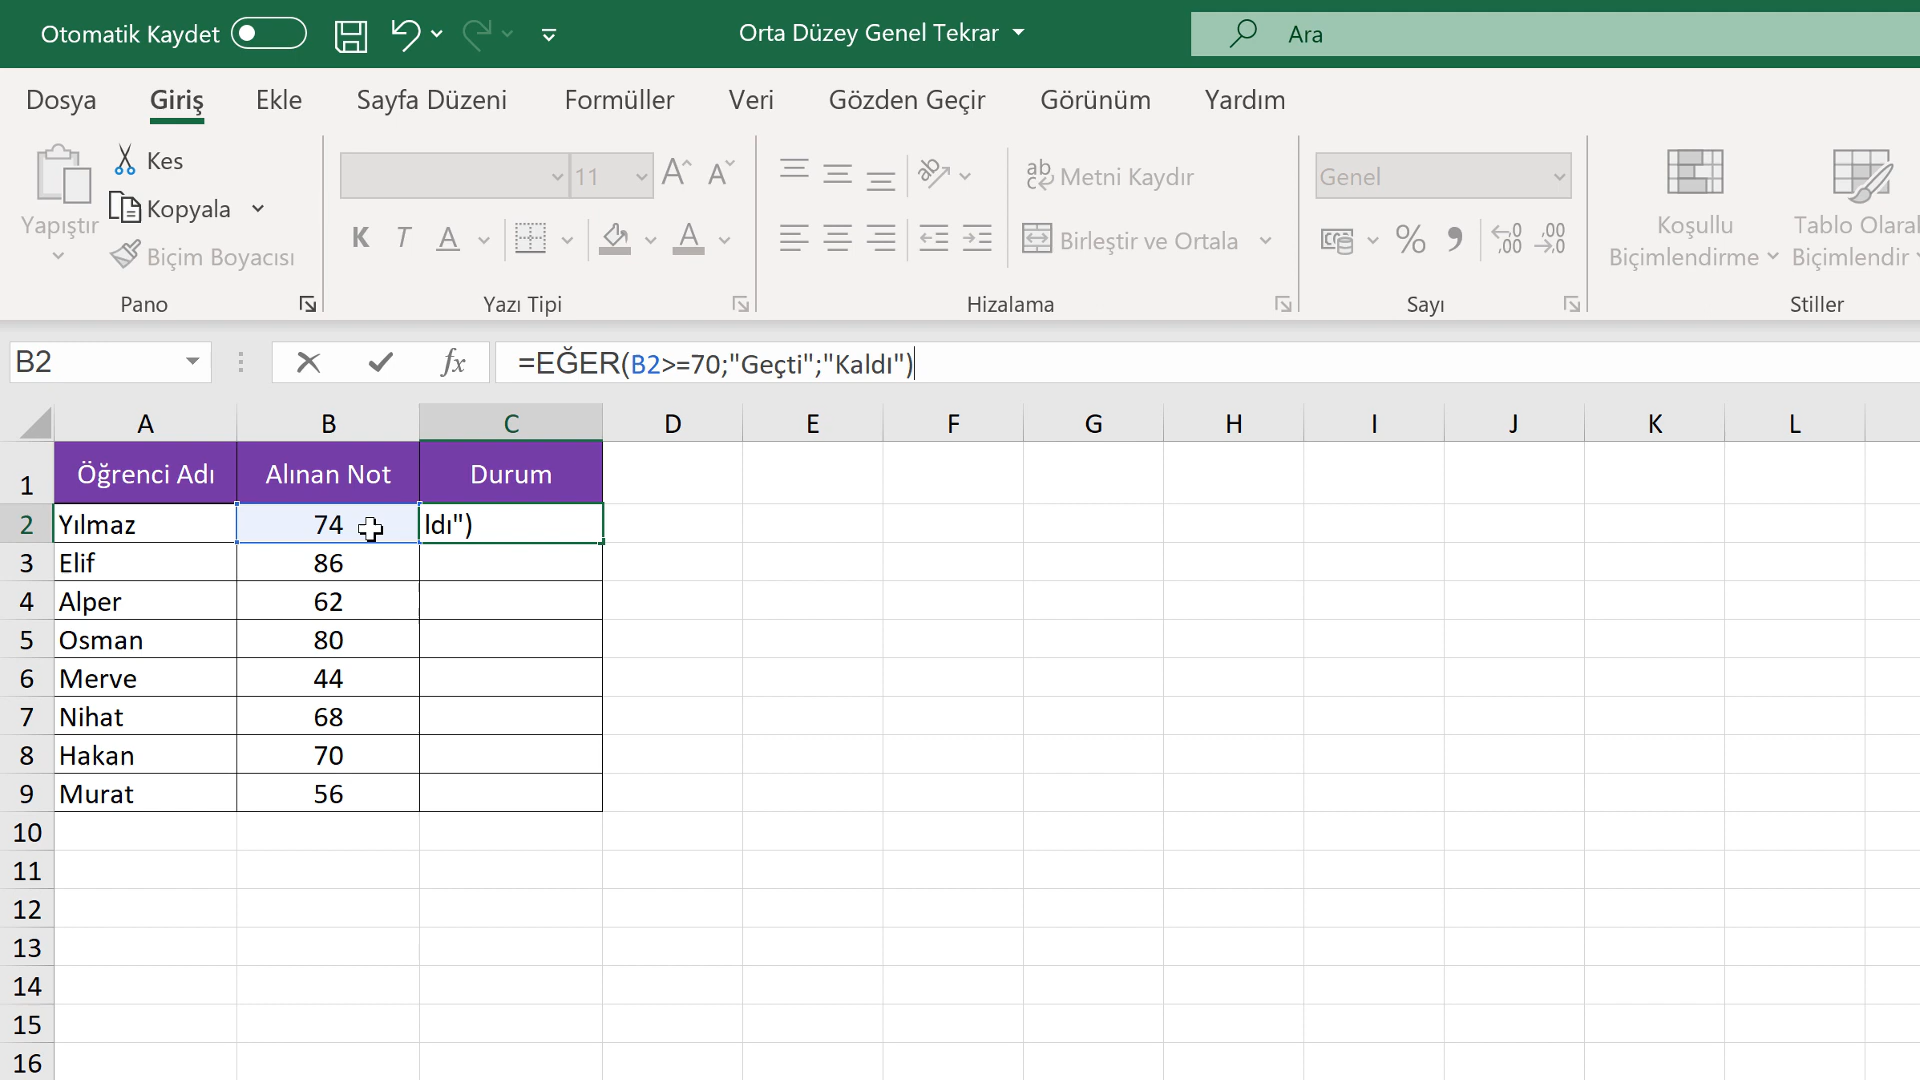 Otomatik Kaydet
Orta Düzey Genel Tekrar
Ara
Dosya Giriş Ekle Sayfa Düzeni Formüller Veri Gözden Geçir Görünüm Yardım
Yapıştır
Kes
Kopyala
Biçim Boyacısı
Pano
11
K T A
Yazı Tipi
Metni Kaydır
Birleştir ve Ortala
Hizalama
Genel
Sayı
Koşullu
Biçimlendirme
Tablo Olarak
Biçimlendir
Stiller
B2 fx =EĞER(B2>=70;"Geçti";"Kaldı")
A B C D E F G H I J K L
1 Öğrenci Adı Alınan Not Durum
2 Yılmaz 74 ldı")
3 Elif 86
4 Alper 62
5 Osman 80
6 Merve 44
7 Nihat 68
8 Hakan 70
9 Murat 56
10
11
12
13
14
15
16